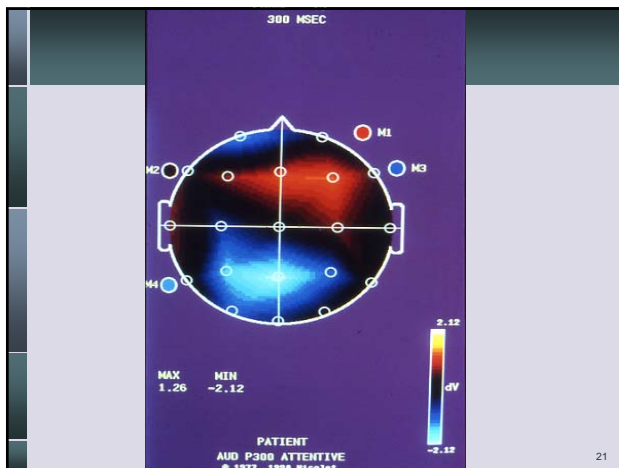 300 MSEC
M1
M2
M3
M4
2.12
MAX MIN
1.26 -2.12
dV
-2.12
PATIENT
AUD P300 ATTENTIVE
21